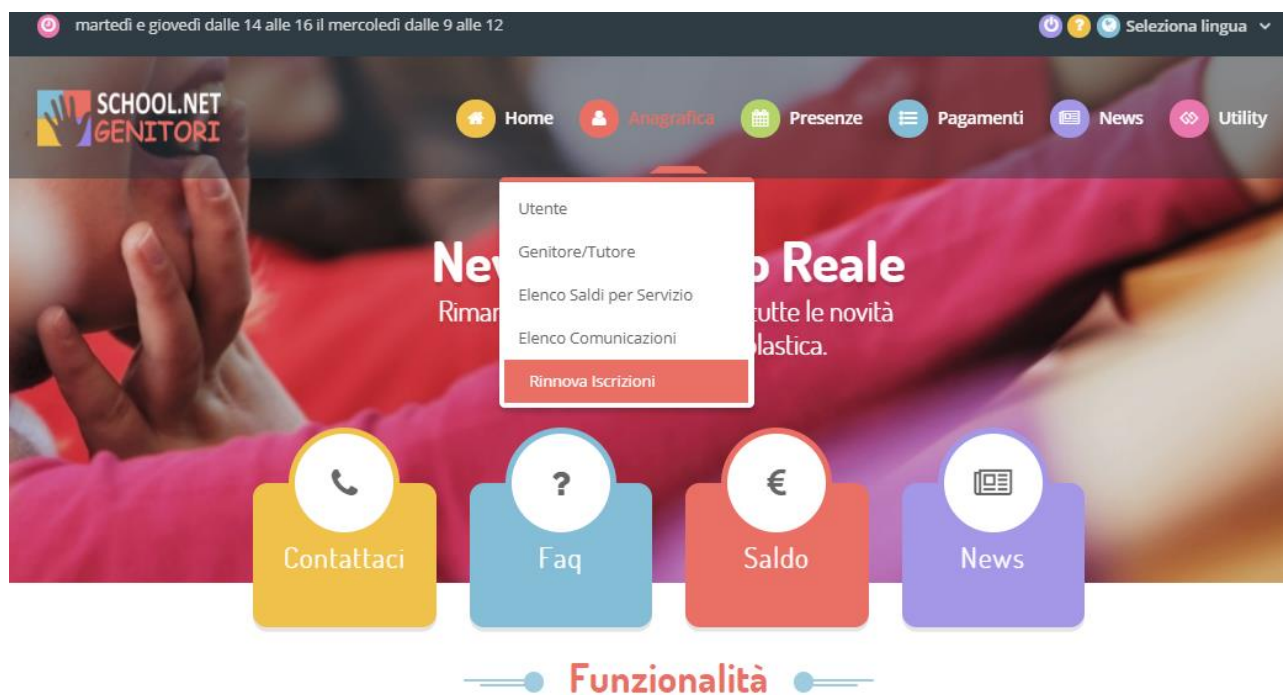 martedì e giovedì dalle 14 alle 16 il mercoledì dalle 9 alle 12
? Seleziona lingua
SCHOOL.NET
GENITORI
Home Anagrafica Presenze Pagamenti News Utility
Utente
Genitore/Tutore
Elenco Saldi per Servizio
Elenco Comunicazioni
Rinnova Iscrizioni
Reale
tutte le novità
? €
Contattaci Faq Saldo News
Funzionalità